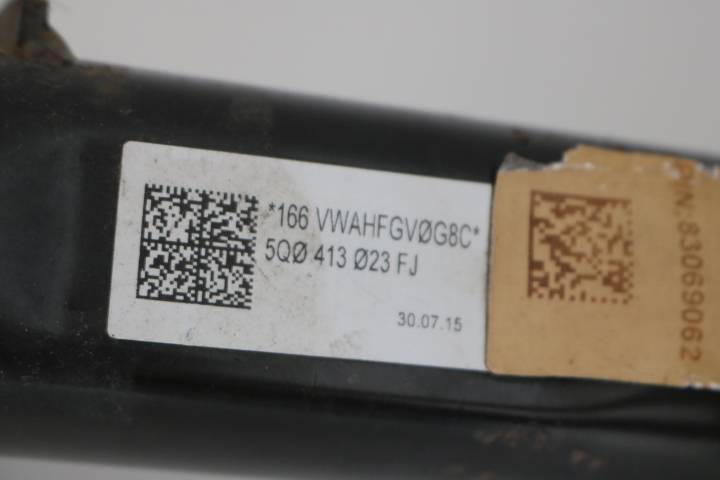 *166 VWAHFGVØG8C*
5QØ 413 Ø23 FJ
30.07.15
/N: 83069062